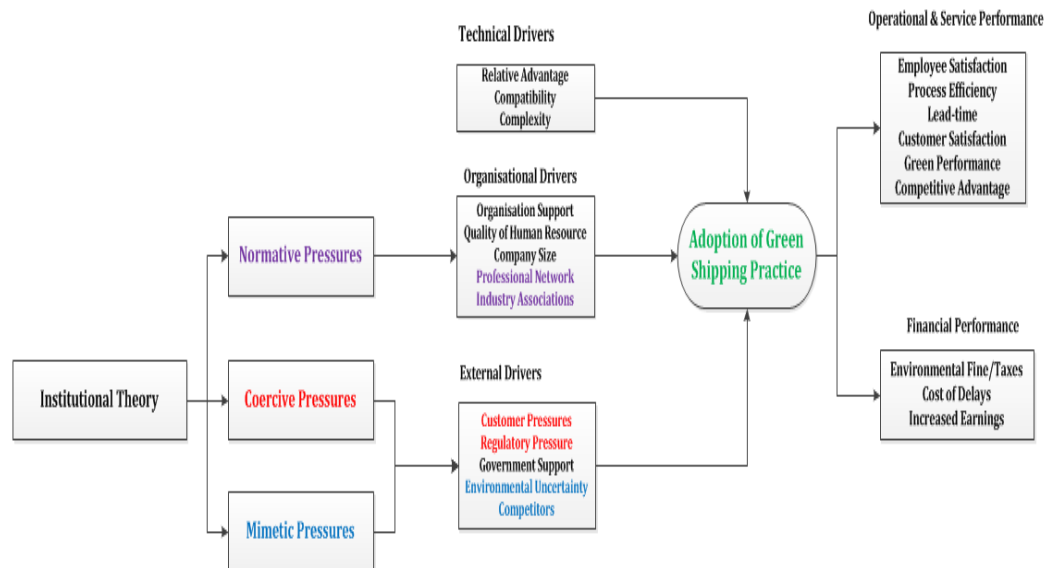 Institutional Theory
Normative Pressures
Coercive Pressures
Mimetic Pressures
Technical Drivers
Relative Advantage
Compatibility
Complexity
Organisational Drivers
Organisation Support
Quality of Human Resource
Company Size
Professional Network
Industry Associations
External Drivers
Customer Pressures
Regulatory Pressure
Government Support
Environmental Uncertainty
Competitors
Adoption of Green
Shipping Practice
Operational & Service Performance
Employee Satisfaction
Process Efficiency
Lead-time
Customer Satisfaction
Green Performance
Competitive Advantage
Financial Performance
Environmental Fine/Taxes
Cost of Delays
Increased Earnings